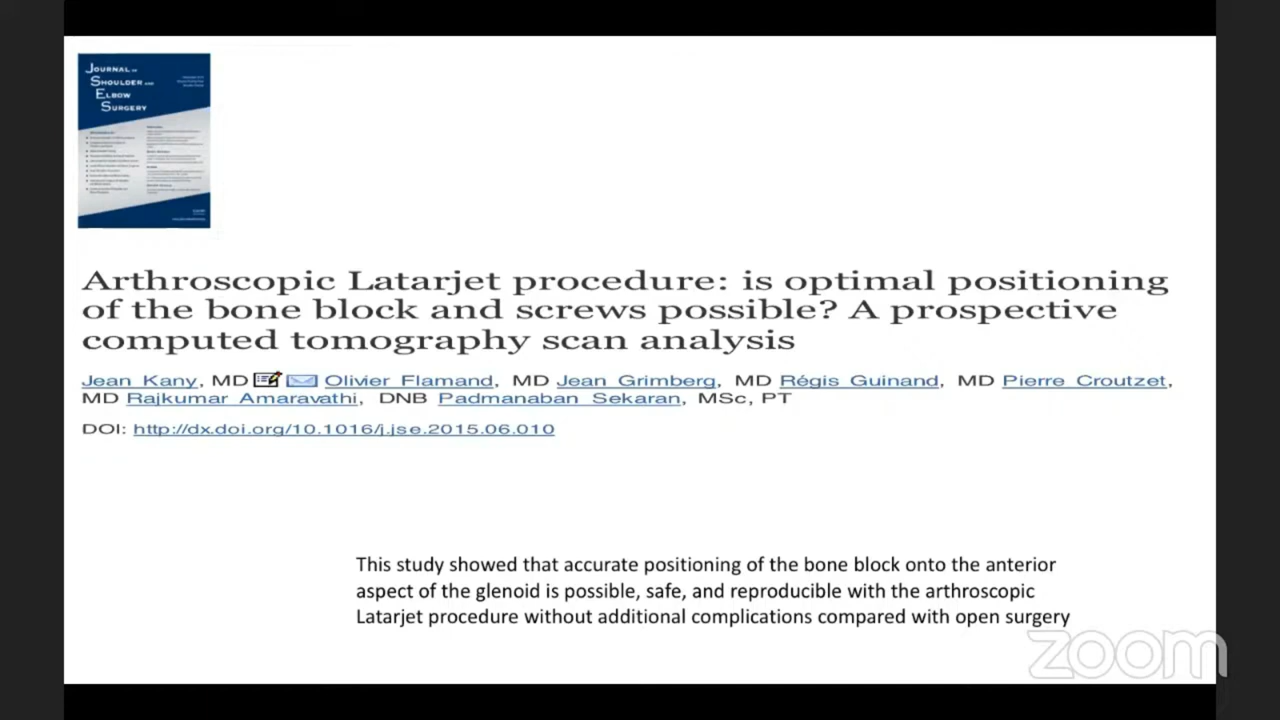 JOURNAL OF
SHOULDER AND
ELBOW
SURGERY
Arthroscopic Latarjet procedure: is optimal positioning
of the bone block and screws possible? A prospective
computed tomography scan analysis
Jean Kany, MD Olivier Flamand, MD Jean Grimberg, MD Régis Guinand, MD Pierre Croutzet,
MD Rajkumar Amaravathi, DNB Padmanaban Sekaran, MSc, PT
DOI: http://dx.doi.org/10.1016/j.jse.2015.06.010
This study showed that accurate positioning of the bone block onto the anterior
aspect of the glenoid is possible, safe, and reproducible with the arthroscopic
Latarjet procedure without additional complications compared with open surgery
zoom